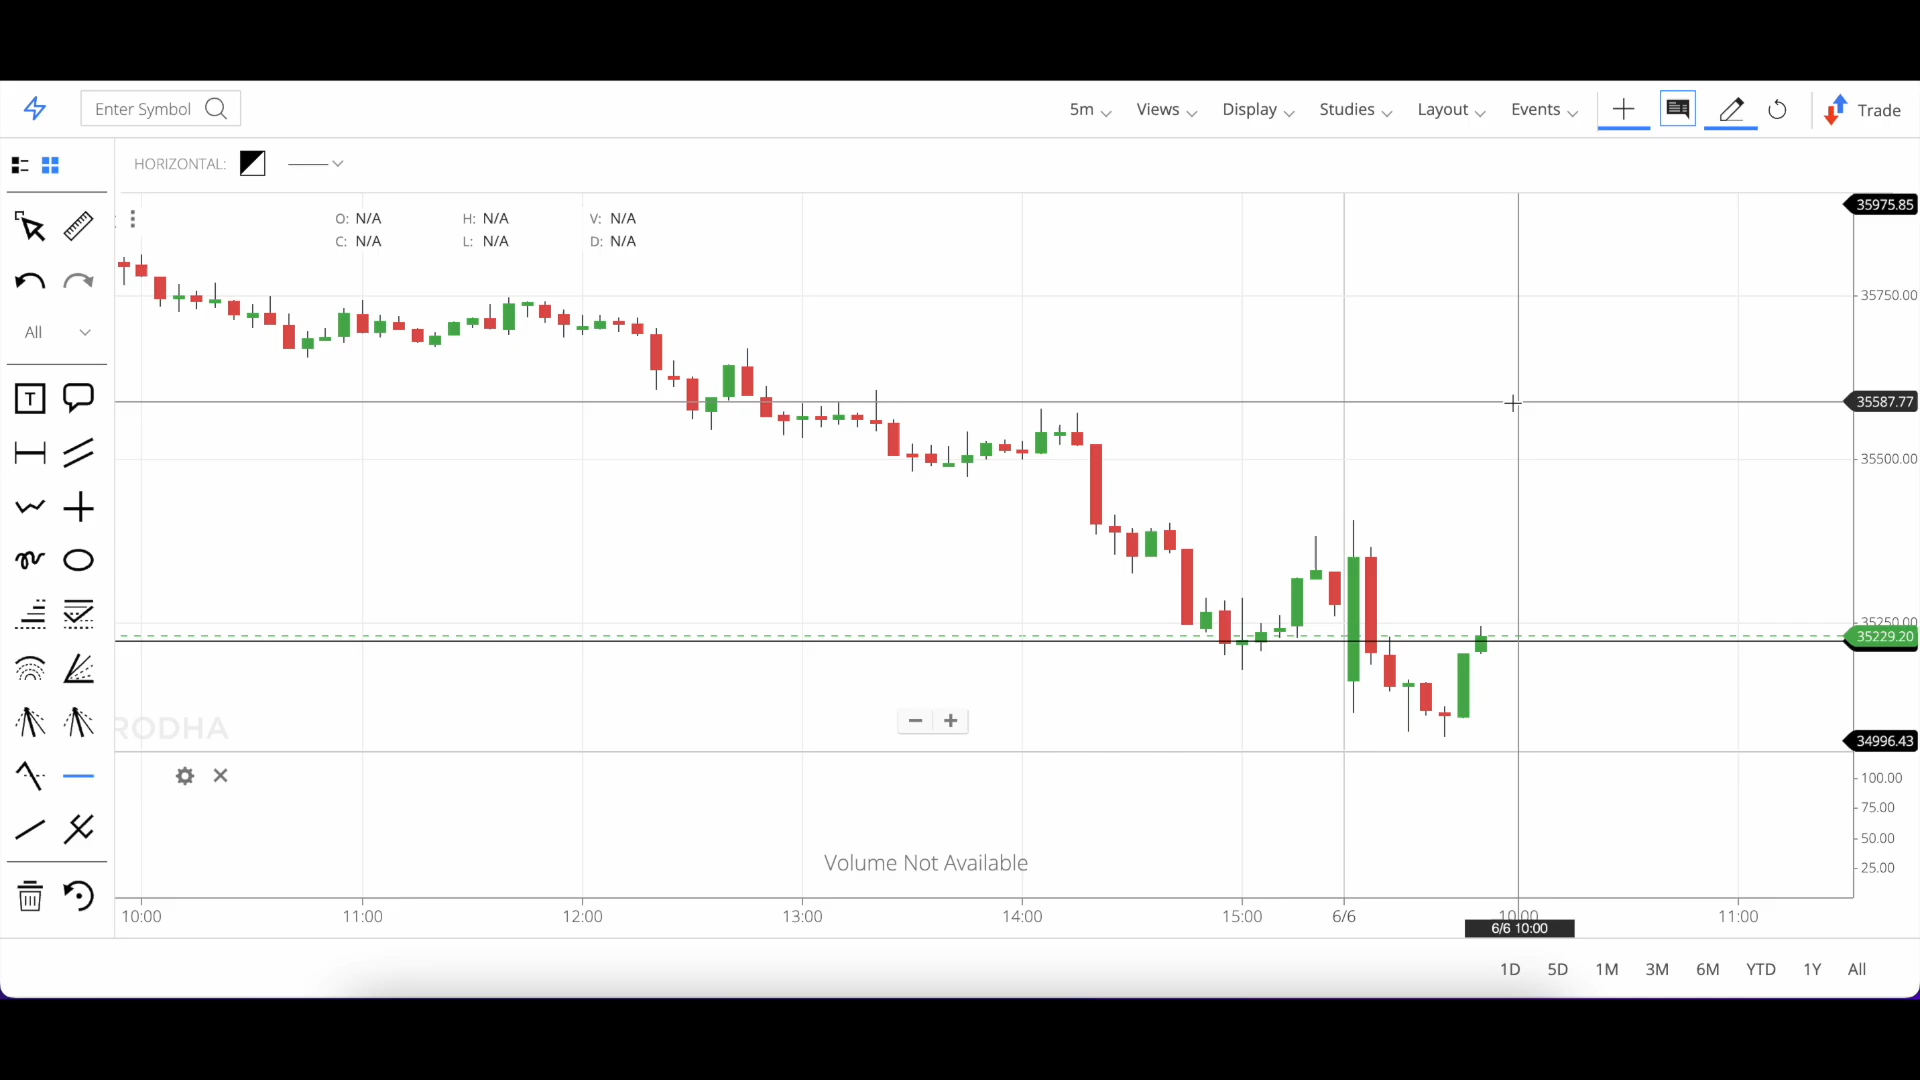 Enter Symbol
5m
Views
Display
Studies
Layout
Events
Trade
HORIZONTAL:
O: N/A H: N/A V: N/A
C: N/A L: N/A D: N/A
All
T
35975.85
35750.00
35587.77
35500.00
35250.00
35229.20
34996.43
RODHA
100.00
75.00
50.00
25.00
Volume Not Available
10:00 11:00 12:00 13:00 14:00 15:00 6/6 10:00 11:00
6/6 10:00
1D 5D 1M 3M 6M YTD 1Y All